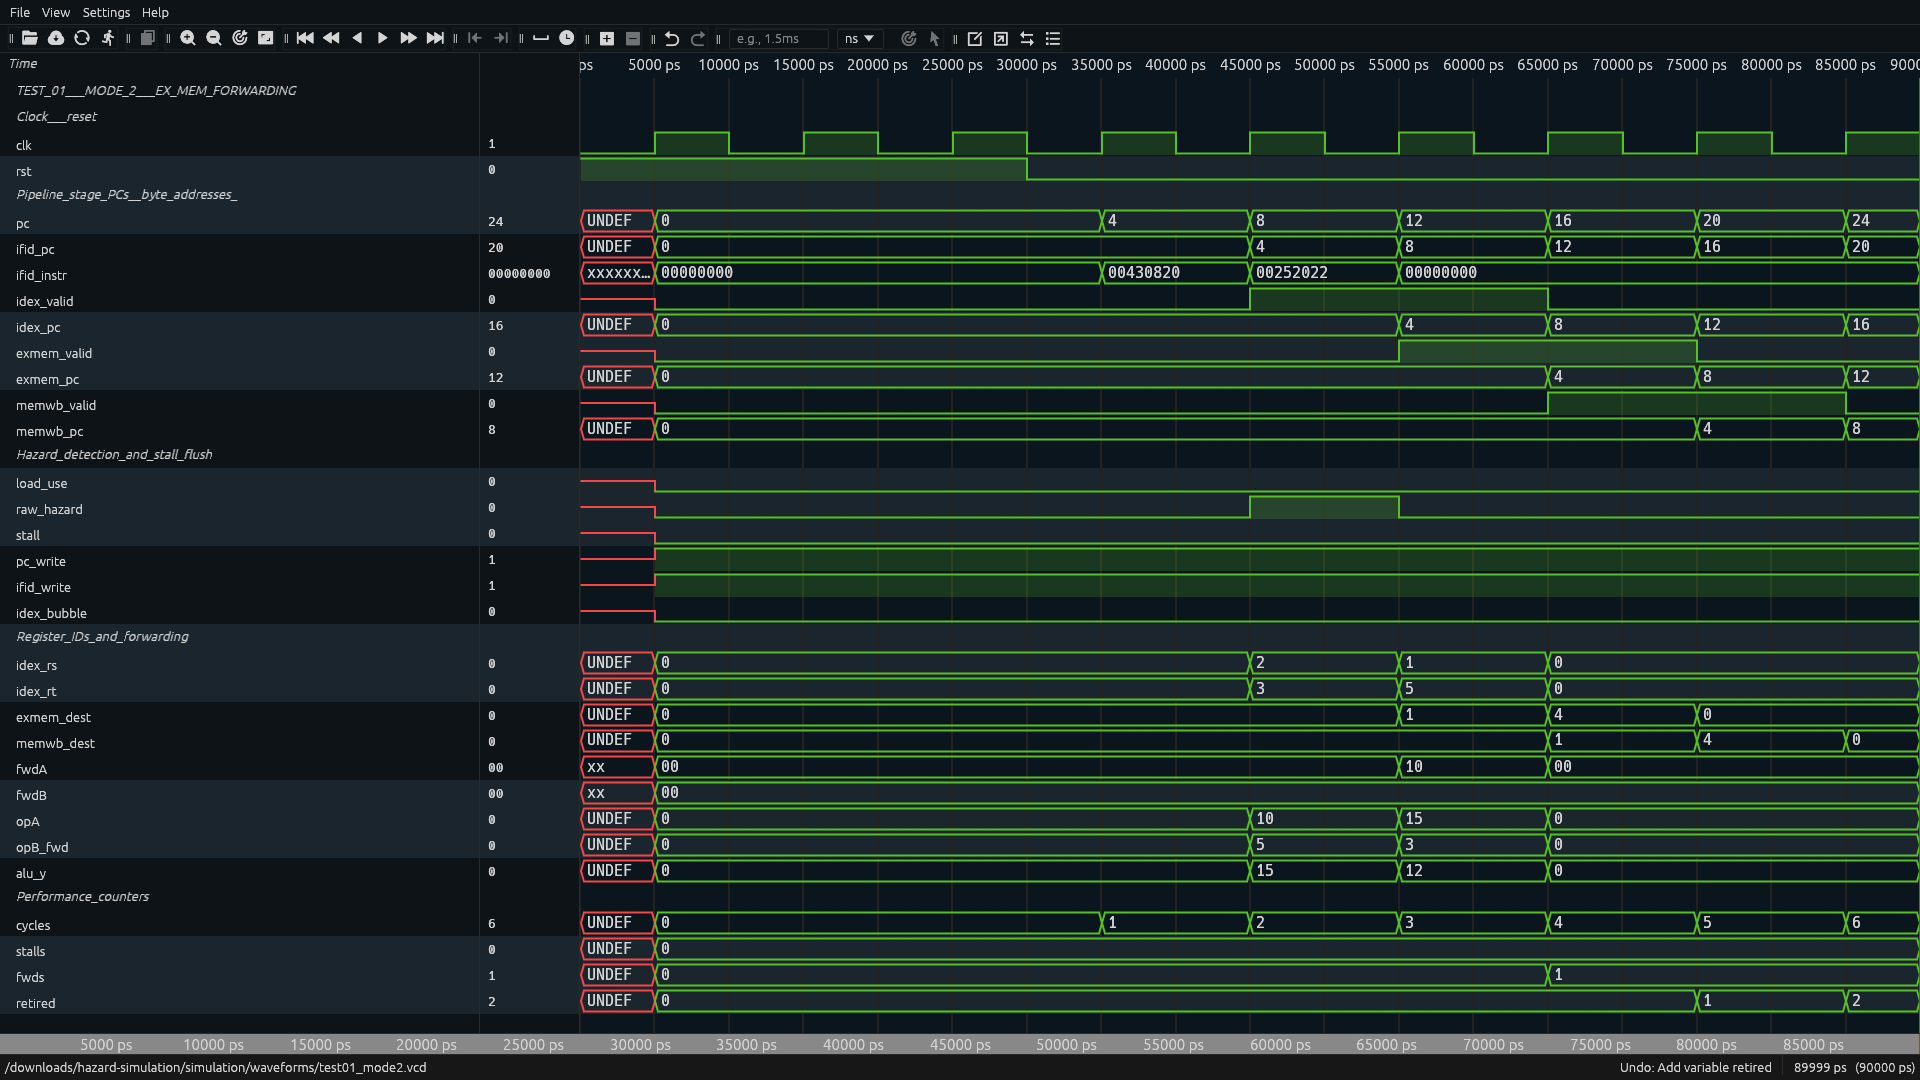 File View Settings Help
e.g., 1.5ms ns
Time ps 5000 ps 10000 ps 15000 ps 20000 ps 25000 ps 30000 ps 35000 ps 40000 ps 45000 ps 50000 ps 55000 ps 60000 ps 65000 ps 70000 ps 75000 ps 80000 ps 85000 ps 9000
TEST_01___MODE_2___EX_MEM_FORWARDING
Clock___reset
clk 1
rst 0
Pipeline_stage_PCs__byte_addresses_
pc 24 UNDEF 0 4 8 12 16 20 24
ifid_pc 20 UNDEF 0 4 8 12 16 20
ifid_instr 00000000 xxxxxx... 00000000 00430820 00252022 00000000
idex_valid 0
idex_pc 16 UNDEF 0 4 8 12 16
exmem_valid 0
exmem_pc 12 UNDEF 0 4 8 12
memwb_valid 0
memwb_pc 8 UNDEF 0 4 8
Hazard_detection_and_stall_flush
load_use 0
raw_hazard 0
stall 0
pc_write 1
ifid_write 1
idex_bubble 0
Register_IDs_and_forwarding
idex_rs 0 UNDEF 0 2 1 0
idex_rt 0 UNDEF 0 3 5 0
exmem_dest 0 UNDEF 0 1 4 0
memwb_dest 0 UNDEF 0 1 4 0
fwdA 00 xx 00 10 00
fwdB 00 xx 00
opA 0 UNDEF 0 10 15 0
opB_fwd 0 UNDEF 0 5 3 0
alu_y 0 UNDEF 0 15 12 0
Performance_counters
cycles 6 UNDEF 0 1 2 3 4 5 6
stalls 0 UNDEF 0
fwds 1 UNDEF 0 1
retired 2 UNDEF 0 1 2
5000 ps 10000 ps 15000 ps 20000 ps 25000 ps 30000 ps 35000 ps 40000 ps 45000 ps 50000 ps 55000 ps 60000 ps 65000 ps 70000 ps 75000 ps 80000 ps 85000 ps
/downloads/hazard-simulation/simulation/waveforms/test01_mode2.vcd Undo: Add variable retired 89999 ps (90000 ps)